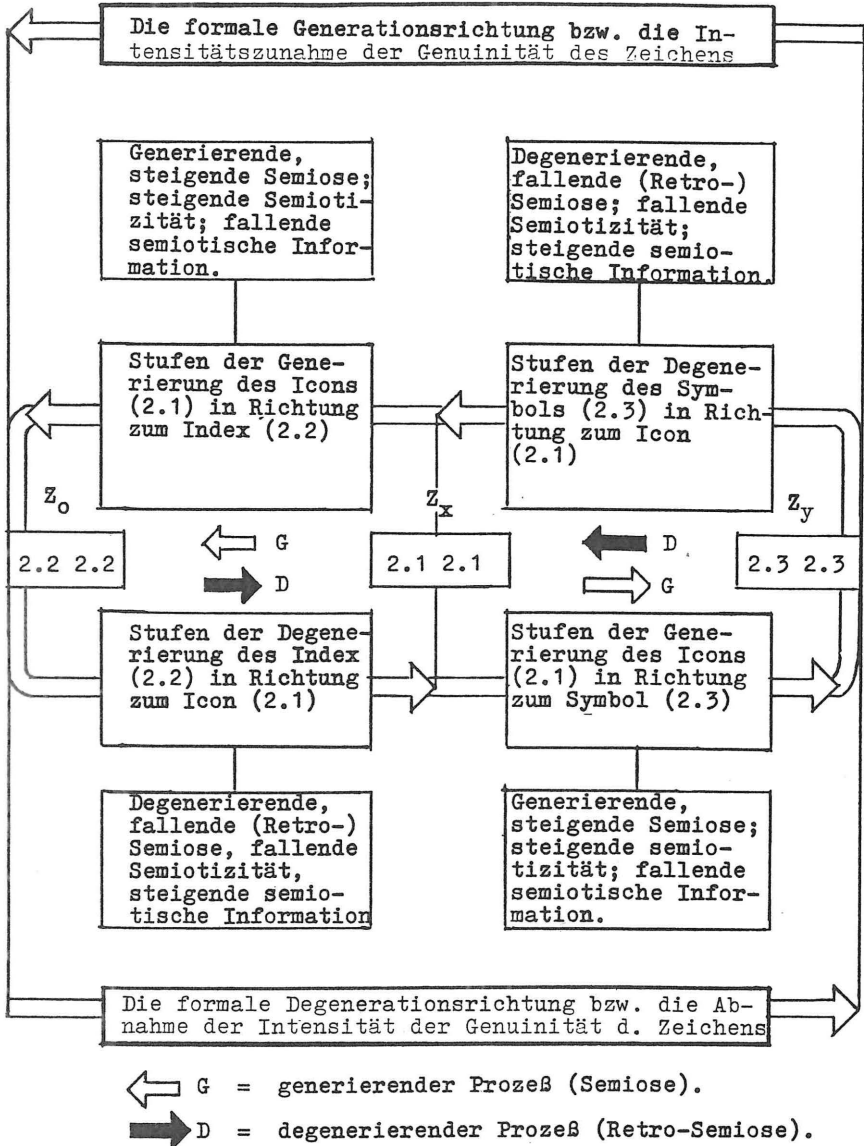 Die formale Generationsrichtung bzw. die In-
tensitätszunahme der Genuinität des Zeichens
Generierende,
steigende Semiose;
steigende Semioti-
zität; fallende
semiotische Infor-
mation.
Degenerierende,
fallende (Retro-)
Semiose; fallende
Semiotizität;
steigende semio-
tische Information.
Stufen der Gene-
rierung des Icons
(2.1) in Richtung
zum Index (2.2)
Stufen der Degene-
rierung des Sym-
bols (2.3) in Rich-
tung zum Icon
(2.1)
Zo
Zx
Zy
G
D
2.2 2.2
2.1 2.1
2.3 2.3
D
G
Stufen der Degene-
rierung des Index
(2.2) in Richtung
zum Icon (2.1)
Stufen der Gene-
rierung des Icons
(2.1) in Richtung
zum Symbol (2.3)
Degenerierende,
fallende (Retro-)
Semiose, fallende
Semiotizität,
steigende semio-
tische Information
Generierende,
steigende Semiose;
steigende semio-
tizität; fallende
semiotische Infor-
mation.
Die formale Degenerationsrichtung bzw. die Ab-
nahme der Intensität der Genuinität d. Zeichens
G = generierender Prozeß (Semiose).
D = degenerierender Prozeß (Retro-Semiose).